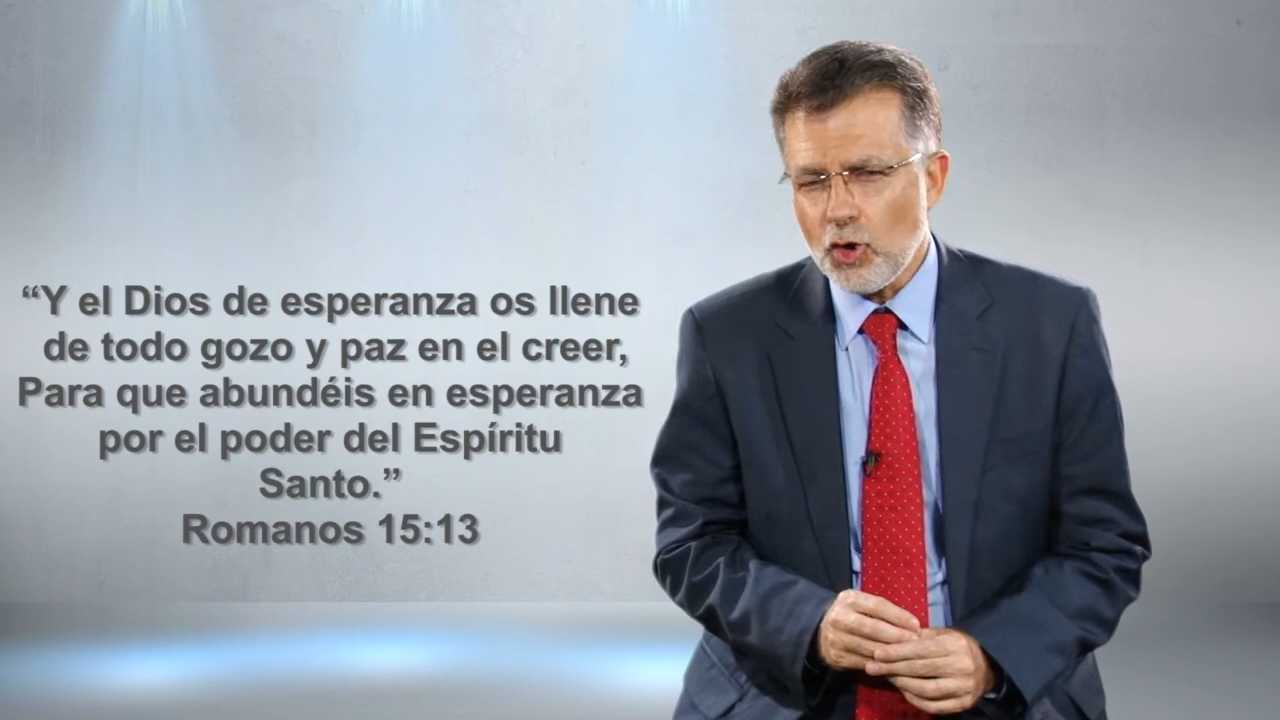 “Y el Dios de esperanza os llene
de todo gozo y paz en el creer,
Para que abundéis en esperanza
por el poder del Espíritu
Santo.”
Romanos 15:13